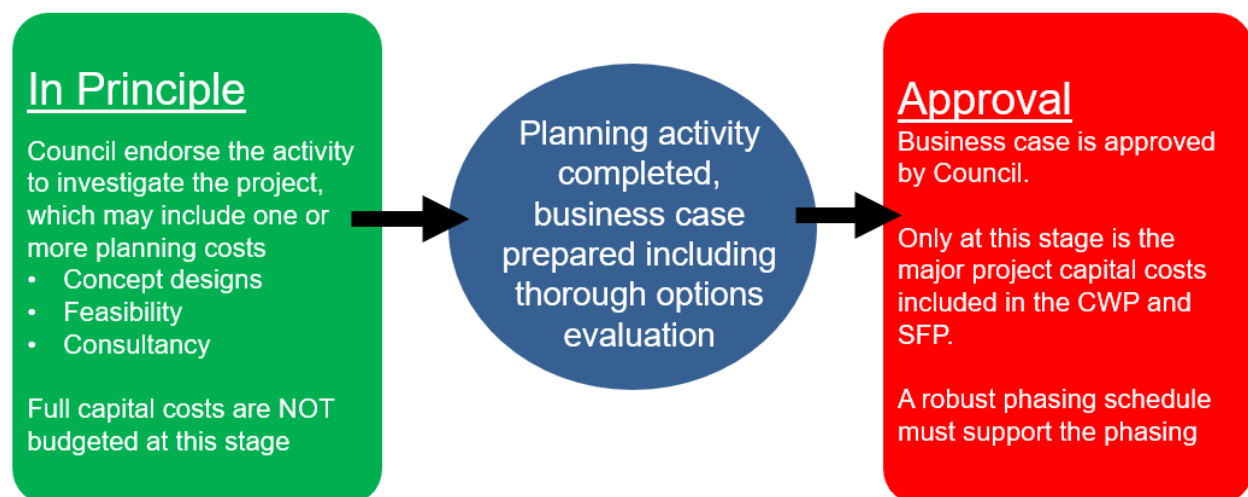 In Principle
Council endorse the activity
to investigate the project,
which may include one or
more planning costs
• Concept designs
• Feasibility
• Consultancy
Full capital costs are NOT
budgeted at this stage
Planning activity
completed,
business case
prepared including
thorough options
evaluation
Approval
Business case is approved
by Council.
Only at this stage is the
major project capital costs
included in the CWP and
SFP.
A robust phasing schedule
must support the phasing